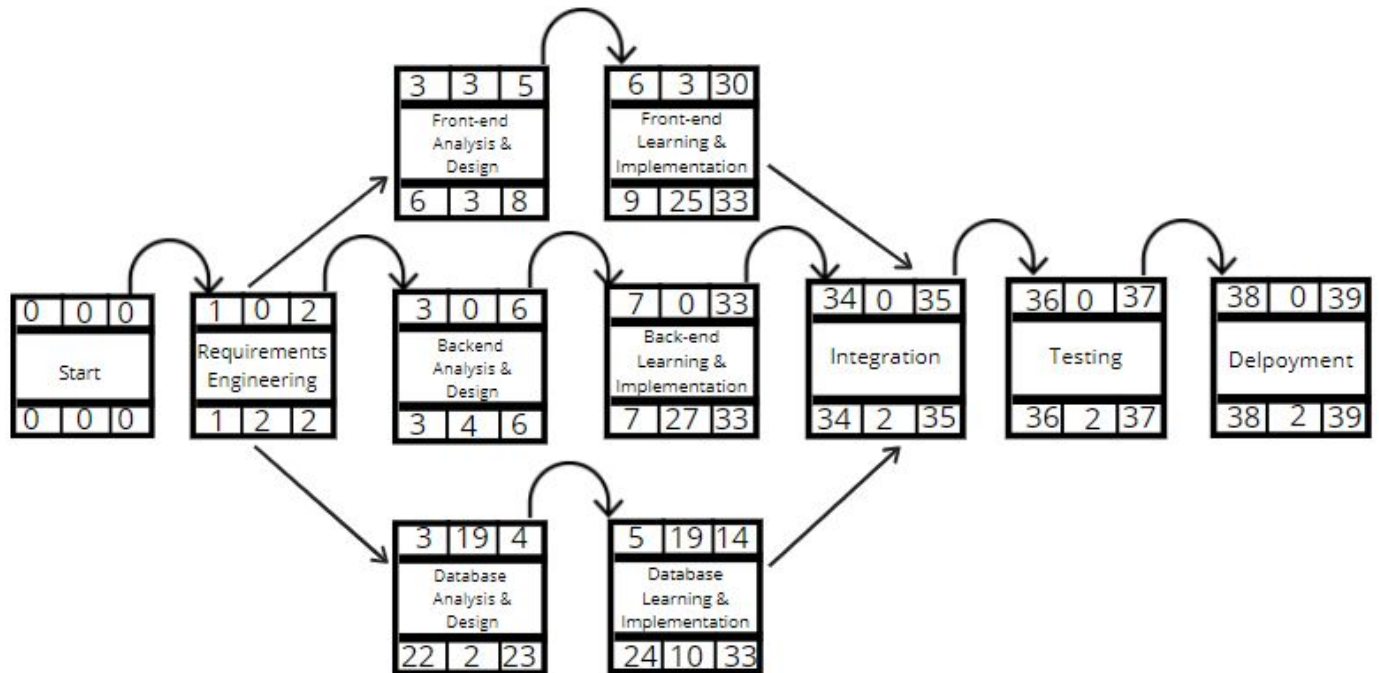 3 3 5
Front-end
Analysis &
Design
6 3 8
6 3 30
Front-end
Learning &
Implementation
9 25 33
0 0 0
Start
0 0 0
1 0 2
Requirements
Engineering
1 2 2
3 0 6
Backend
Analysis &
Design
3 4 6
7 0 33
Back-end
Learning &
Implementation
7 27 33
34 0 35
Integration
34 2 35
36 0 37
Testing
36 2 37
38 0 39
Delpoyment
38 2 39
3 19 4
Database
Analysis &
Design
22 2 23
5 19 14
Database
Learning &
Implementation
24 10 33